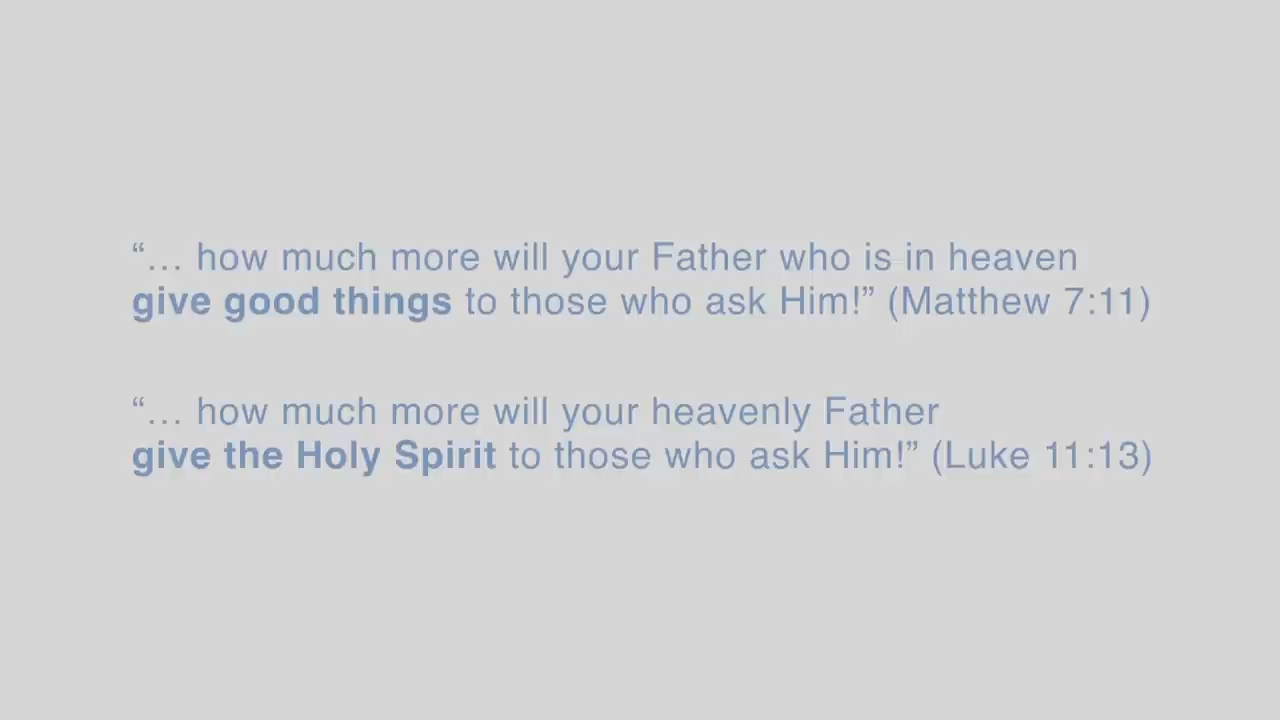 “… how much more will your Father who is in heaven
give good things to those who ask Him!” (Matthew 7:11)
“… how much more will your heavenly Father
give the Holy Spirit to those who ask Him!” (Luke 11:13)